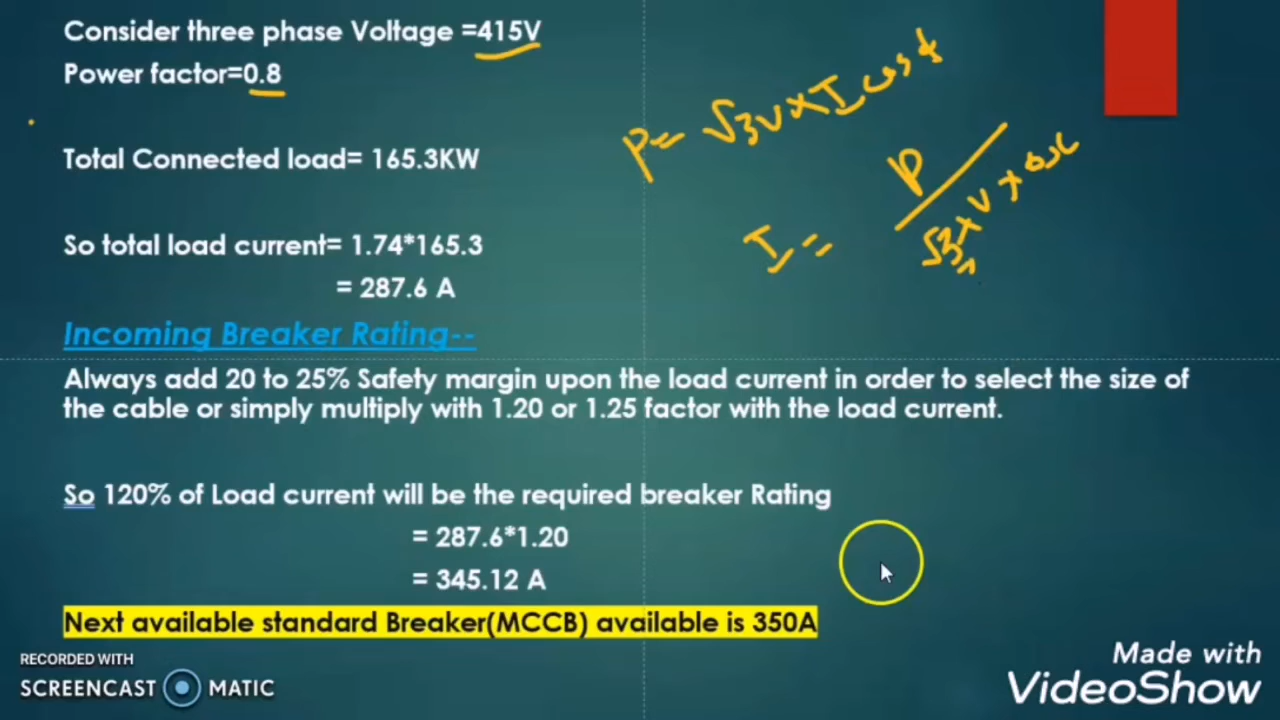 Consider three phase Voltage =415V
Power factor=0.8
P= √3V×I cosϕ
Total Connected load= 165.3KW
I = P / √3×V×
So total load current= 1.74*165.3
= 287.6 A
Incoming Breaker Rating--
Always add 20 to 25% Safety margin upon the load current in order to select the size of
the cable or simply multiply with 1.20 or 1.25 factor with the load current.
So 120% of Load current will be the required breaker Rating
= 287.6*1.20
= 345.12 A
Next available standard Breaker(MCCB) available is 350A
RECORDED WITH
SCREENCAST MATIC
Made with
VideoShow